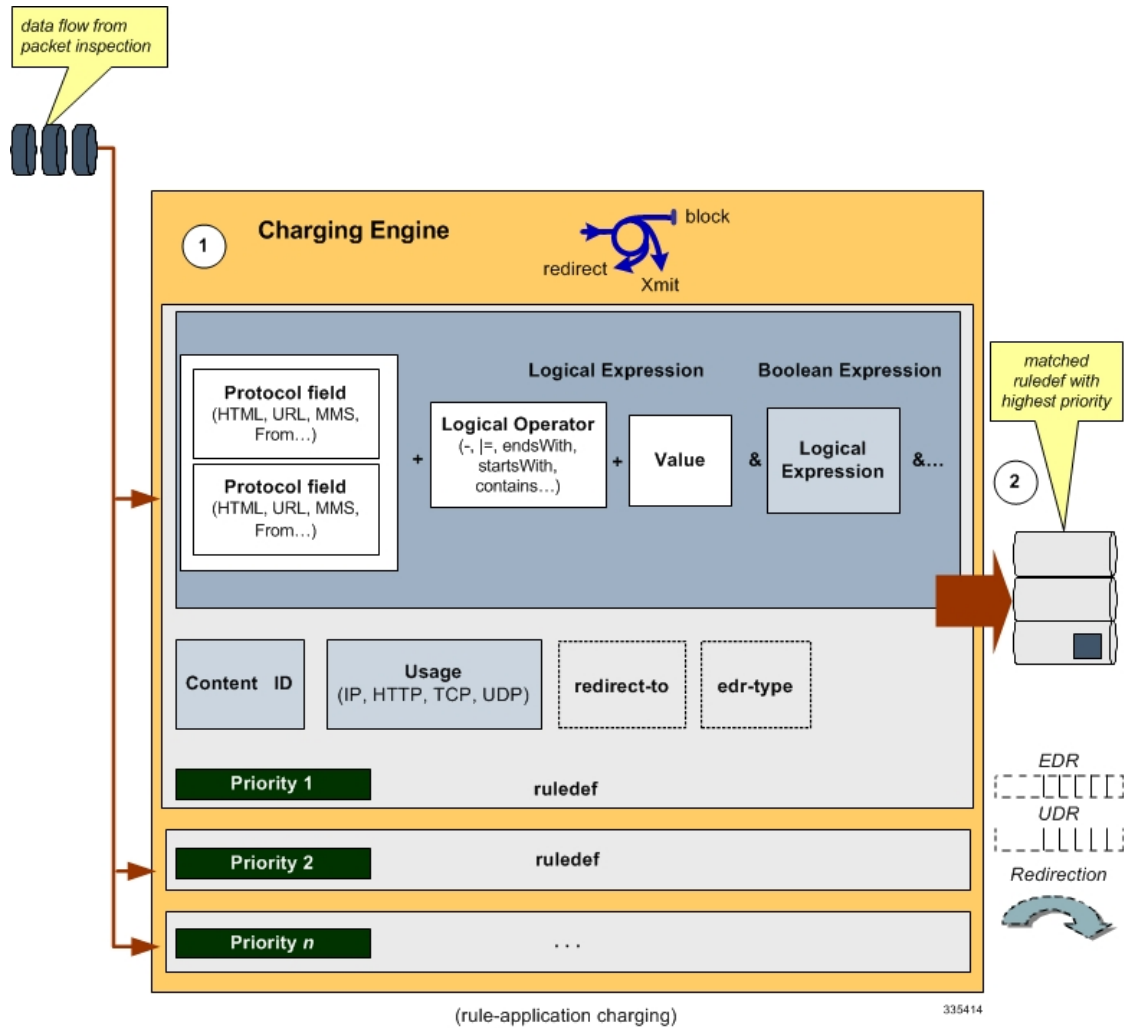 data flow from
packet inspection
1
Charging Engine
block
redirect
Xmit
Logical Expression
Boolean Expression
Protocol field
(HTML, URL, MMS,
From...)
Protocol field
(HTML, URL, MMS,
From...)
+
Logical Operator
(-, |=, endsWith,
startsWith,
contains...)
+
Value
&
Logical
Expression
&...
matched
ruledef with
highest priority
2
Content ID
Usage
(IP, HTTP, TCP, UDP)
redirect-to
edr-type
Priority 1
ruledef
EDR
UDR
Priority 2
ruledef
Redirection
Priority n
. . .
(rule-application charging)
335414